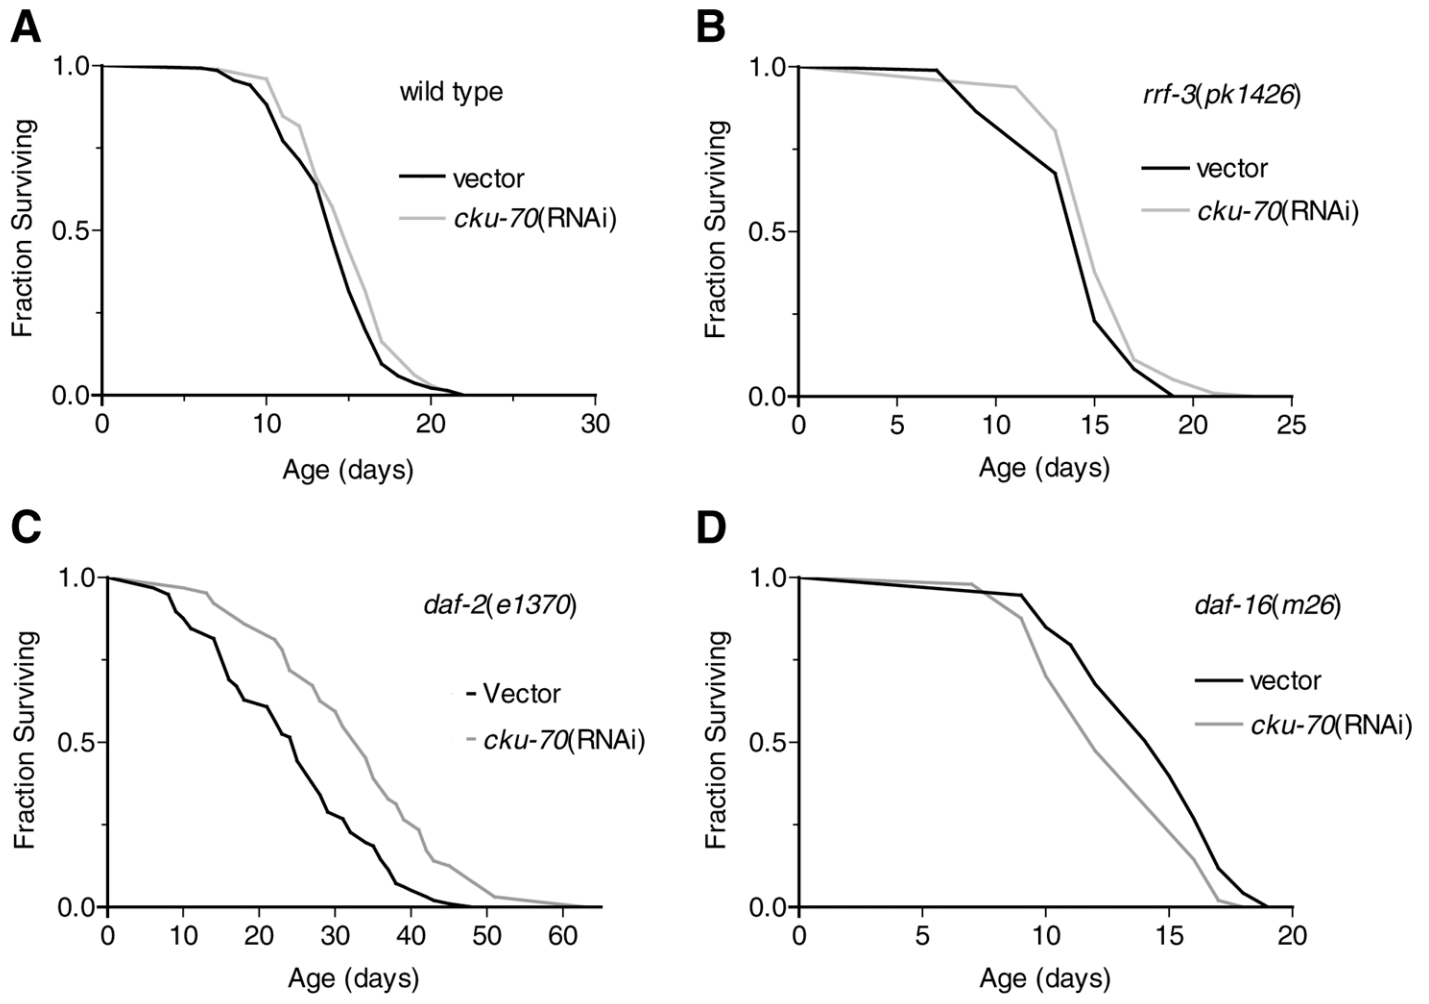 A
1.0
0.5
0.0
Fraction Surviving
wild type
vector
cku-70(RNAi)
0 10 20 30
Age (days)
B
1.0
0.5
0.0
Fraction Surviving
rrf-3(pk1426)
vector
cku-70(RNAi)
0 5 10 15 20 25
Age (days)
C
1.0
0.5
0.0
Fraction Surviving
daf-2(e1370)
Vector
cku-70(RNAi)
0 10 20 30 40 50 60
Age (days)
D
1.0
0.5
0.0
Fraction Surviving
daf-16(m26)
vector
cku-70(RNAi)
0 5 10 15 20
Age (days)